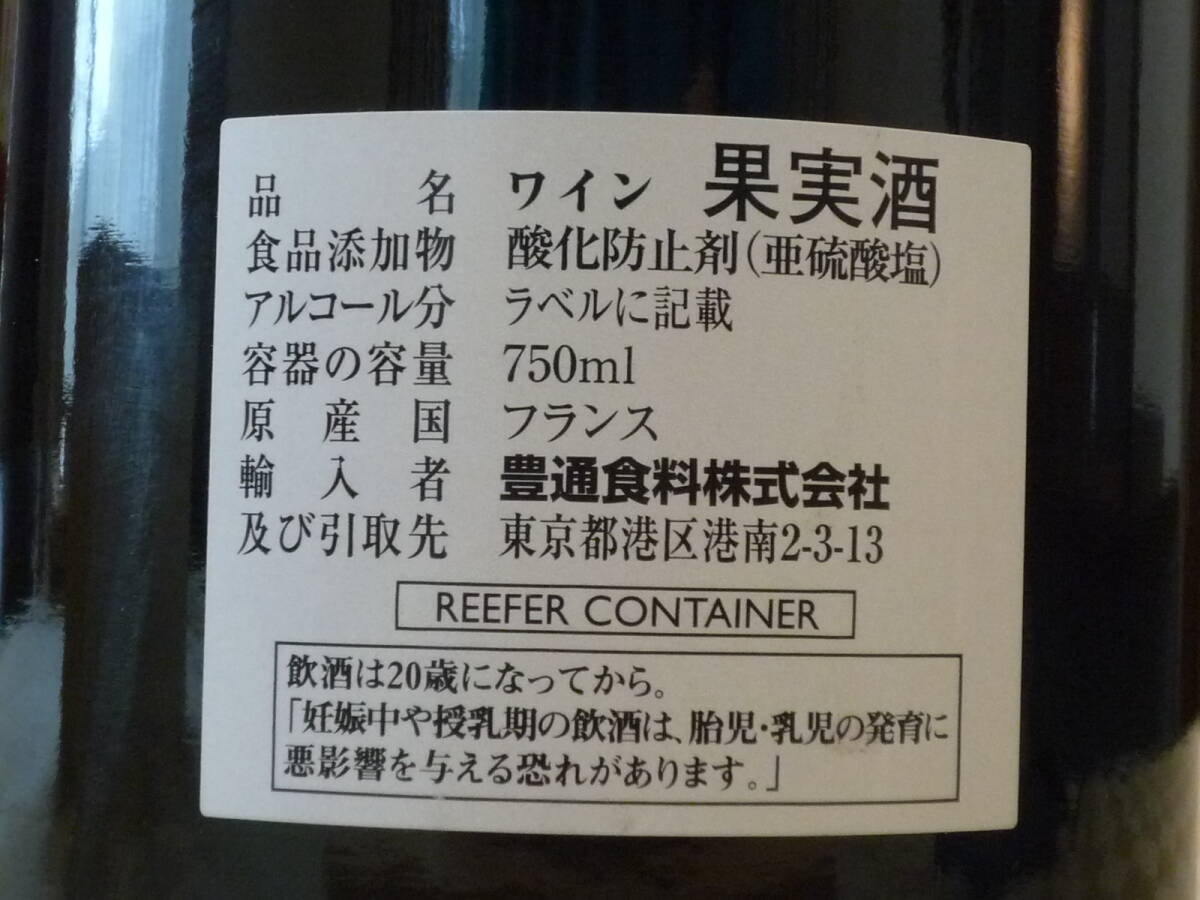 品名 ワイン 果実酒
食品添加物 酸化防止剤(亜硫酸塩)
アルコール分 ラベルに記載
容器の容量 750ml
原産国 フランス
輸入者 豊通食料株式会社
及び引取先 東京都港区港南2-3-13
REEFER CONTAINER
飲酒は20歳になってから。
「妊娠中や授乳期の飲酒は、胎児・乳児の発育に
悪影響を与える恐れがあります。」